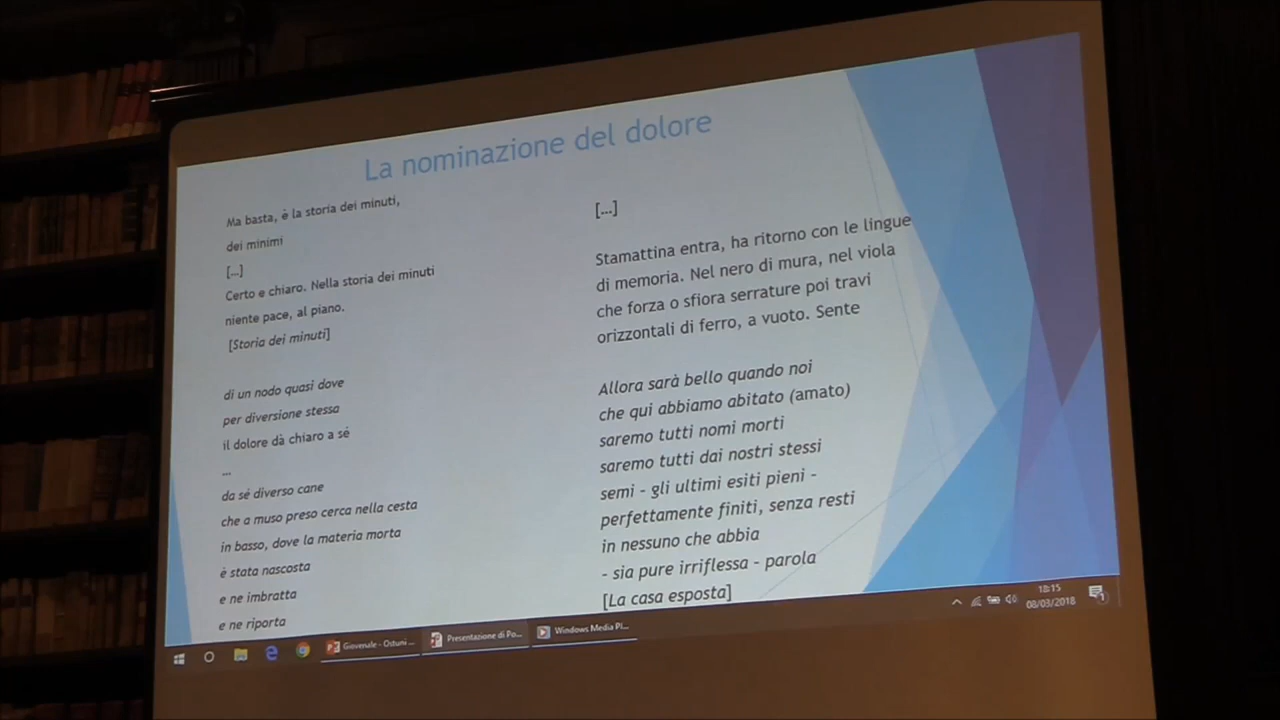 La nominazione del dolore
Ma basta, è la storia dei minuti,
dei minimi
[...]
Certo e chiaro. Nella storia dei minuti
niente pace, al piano.
[Storia dei minuti]
di un nodo quasi dove
per diversione stessa
il dolore dà chiaro a sé
...
da sé diverso cane
che a muso preso cerca nella cesta
in basso, dove la materia morta
è stata nascosta
e ne imbratta
e ne riporta
[...]
Stamattina entra, ha ritorno con le lingue
di memoria. Nel nero di mura, nel viola
che forza o sfiora serrature poi travi
orizzontali di ferro, a vuoto. Sente
Allora sarà bello quando noi
che qui abbiamo abitato (amato)
saremo tutti nomi morti
saremo tutti dai nostri stessi
semi - gli ultimi esiti pieni -
perfettamente finiti, senza resti
in nessuno che abbia
- sia pure irriflessa - parola
[La casa esposta]
Giovenale - Ostuni ...
Presentazione di Po...
Windows Media Pl...
18:15
08/03/2018
1